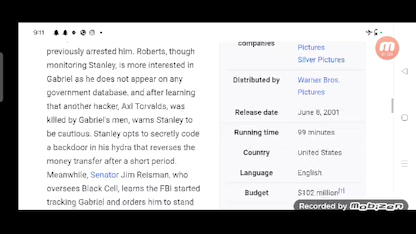 9:11
previously arrested him. Roberts, though
monitoring Stanley, is more interested in
Gabriel as he does not appear on any
government database, and after learning
that another hacker, Axl Torvalds, was
killed by Gabriel's men, warns Stanley to
be cautious. Stanley opts to secretly code
a backdoor in his hydra that reverses the
money transfer after a short period.
Meanwhile, Senator Jim Reisman, who
oversees Black Cell, learns the FBI started
tracking Gabriel and orders him to stand
companies
Pictures
Silver Pictures
Distributed by
Warner Bros.
Pictures
Release date
June 8, 2001
Running time
99 minutes
Country
United States
Language
English
Budget
$102 million[1]
Recorded by Mobizen